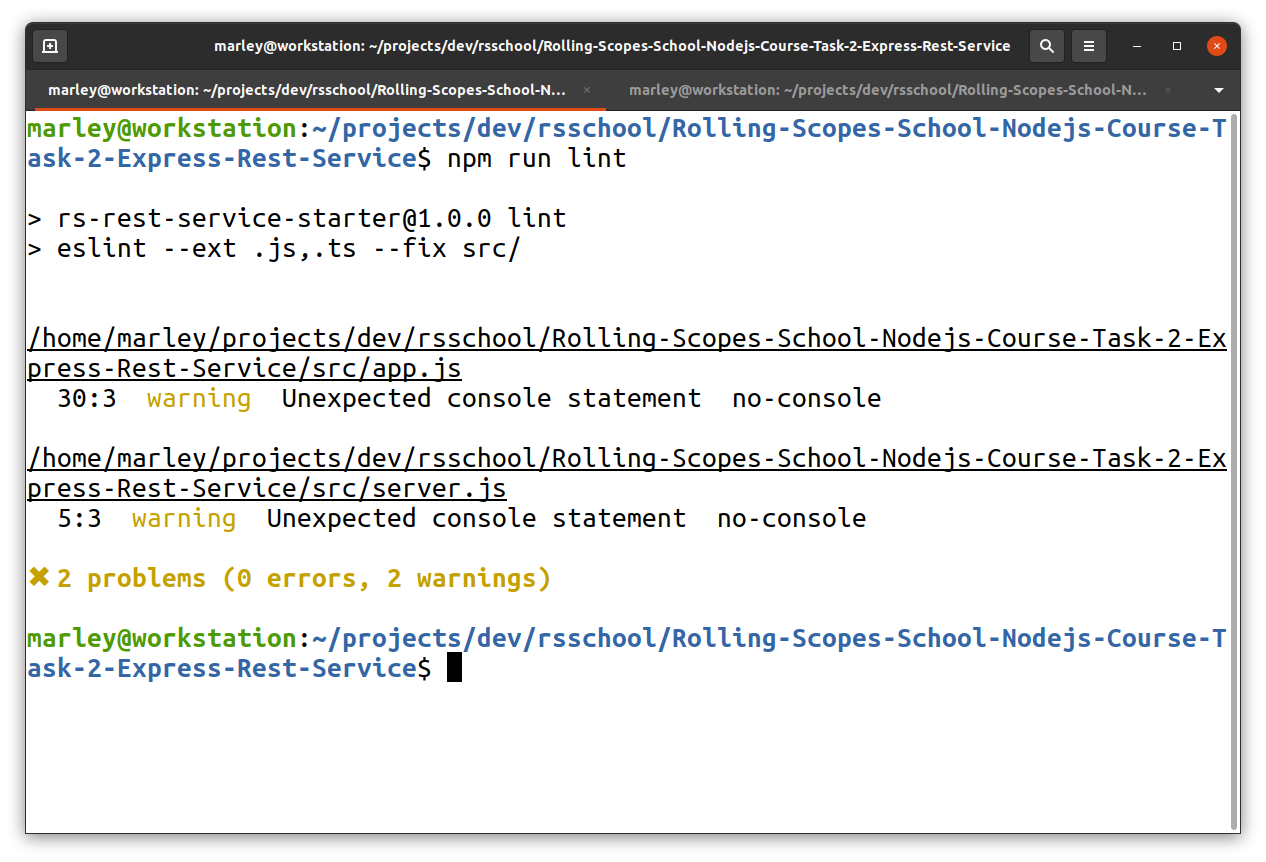 marley@workstation: ~/projects/dev/rsschool/Rolling-Scopes-School-Nodejs-Course-Task-2-Express-Rest-Service
marley@workstation: ~/projects/dev/rsschool/Rolling-Scopes-School-N... × marley@workstation: ~/projects/dev/rsschool/Rolling-Scopes-School-N... ×
marley@workstation:~/projects/dev/rsschool/Rolling-Scopes-School-Nodejs-Course-T
ask-2-Express-Rest-Service$ npm run lint
> rs-rest-service-starter@1.0.0 lint
> eslint --ext .js,.ts --fix src/
/home/marley/projects/dev/rsschool/Rolling-Scopes-School-Nodejs-Course-Task-2-Ex
press-Rest-Service/src/app.js
  30:3  warning  Unexpected console statement  no-console
/home/marley/projects/dev/rsschool/Rolling-Scopes-School-Nodejs-Course-Task-2-Ex
press-Rest-Service/src/server.js
  5:3  warning  Unexpected console statement  no-console
✖ 2 problems (0 errors, 2 warnings)
marley@workstation:~/projects/dev/rsschool/Rolling-Scopes-School-Nodejs-Course-T
ask-2-Express-Rest-Service$